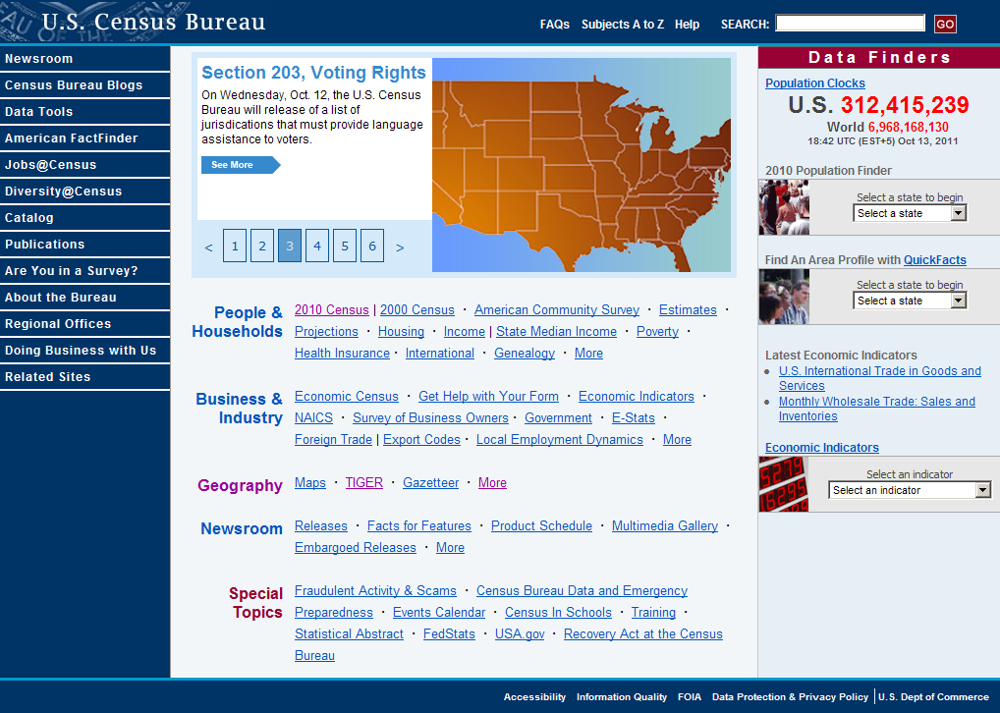 U.S. Census Bureau
FAQs Subjects A to Z Help SEARCH: GO
Newsroom
Census Bureau Blogs
Data Tools
American FactFinder
Jobs@Census
Diversity@Census
Catalog
Publications
Are You in a Survey?
About the Bureau
Regional Offices
Doing Business with Us
Related Sites
Section 203, Voting Rights
On Wednesday, Oct. 12, the U.S. Census
Bureau will release of a list of
jurisdications that must provide language
assistance to voters.
See More
< 1 2 3 4 5 6 >
People &
Households
2010 Census | 2000 Census · American Community Survey · Estimates ·
Projections · Housing · Income | State Median Income · Poverty ·
Health Insurance · International · Genealogy · More
Business &
Industry
Economic Census · Get Help with Your Form · Economic Indicators ·
NAICS · Survey of Business Owners · Government · E-Stats ·
Foreign Trade | Export Codes · Local Employment Dynamics · More
Geography
Maps · TIGER · Gazetteer · More
Newsroom
Releases · Facts for Features · Product Schedule · Multimedia Gallery ·
Embargoed Releases · More
Special
Topics
Fraudulent Activity & Scams · Census Bureau Data and Emergency
Preparedness · Events Calendar · Census In Schools · Training ·
Statistical Abstract · FedStats · USA.gov · Recovery Act at the Census
Bureau
Data Finders
Population Clocks
U.S. 312,415,239
World 6,968,168,130
18:42 UTC (EST+5) Oct 13, 2011
2010 Population Finder
Select a state to begin
Select a state
Find An Area Profile with QuickFacts
Select a state to begin
Select a state
Latest Economic Indicators
U.S. International Trade in Goods and
Services
Monthly Wholesale Trade: Sales and
Inventories
Economic Indicators
Select an indicator
Select an indicator
Accessibility Information Quality FOIA Data Protection & Privacy Policy | U.S. Dept of Commerce